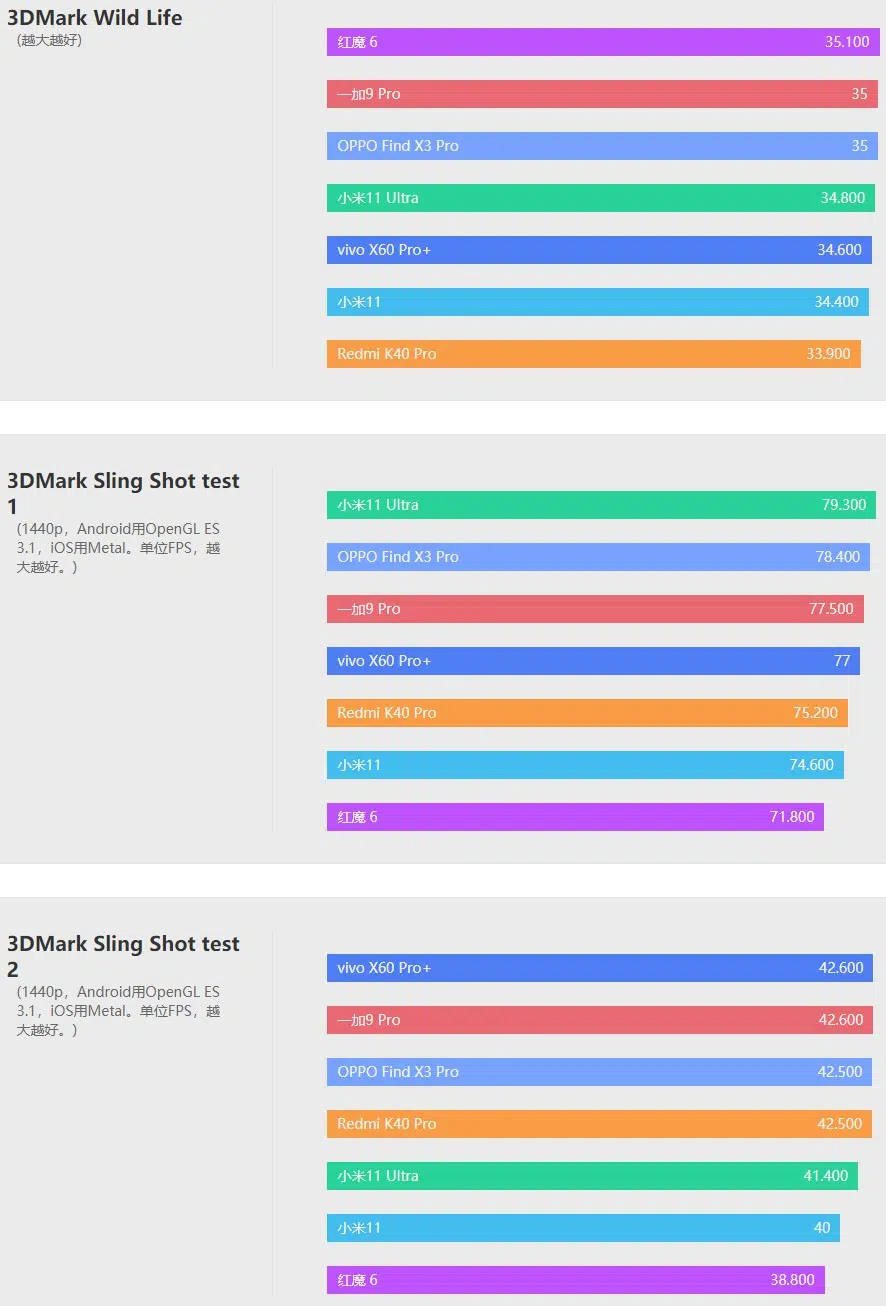 3DMark Wild Life
(越大越好)
红魔 6 35.100
一加9 Pro 35
OPPO Find X3 Pro 35
小米11 Ultra 34.800
vivo X60 Pro+ 34.600
小米11 34.400
Redmi K40 Pro 33.900
3DMark Sling Shot test
1
(1440p，Android用OpenGL ES
3.1，iOS用Metal。单位FPS，越
大越好。)
小米11 Ultra 79.300
OPPO Find X3 Pro 78.400
一加9 Pro 77.500
vivo X60 Pro+ 77
Redmi K40 Pro 75.200
小米11 74.600
红魔 6 71.800
3DMark Sling Shot test
2
(1440p，Android用OpenGL ES
3.1，iOS用Metal。单位FPS，越
大越好。)
vivo X60 Pro+ 42.600
一加9 Pro 42.600
OPPO Find X3 Pro 42.500
Redmi K40 Pro 42.500
小米11 Ultra 41.400
小米11 40
红魔 6 38.800